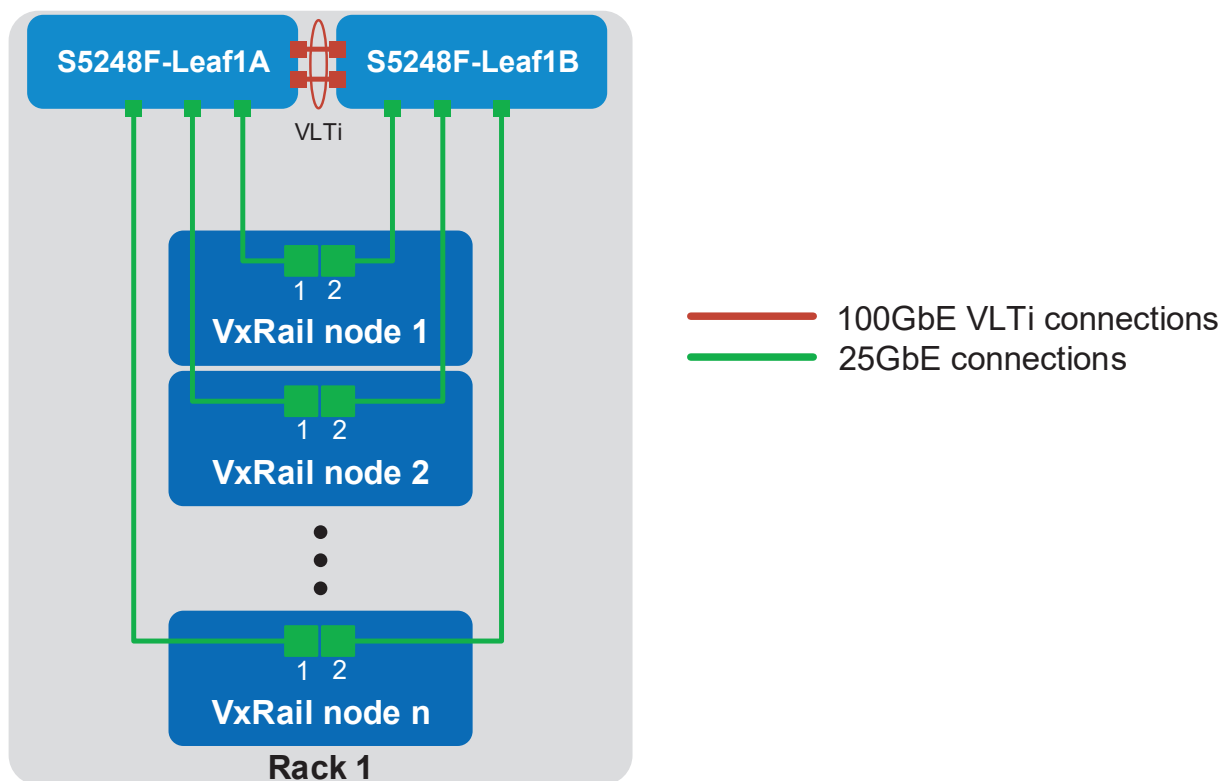 S5248F-Leaf1A
S5248F-Leaf1B
VLTi
1 2
VxRail node 1
1 2
VxRail node 2
1 2
VxRail node n
Rack 1
100GbE VLTi connections
25GbE connections